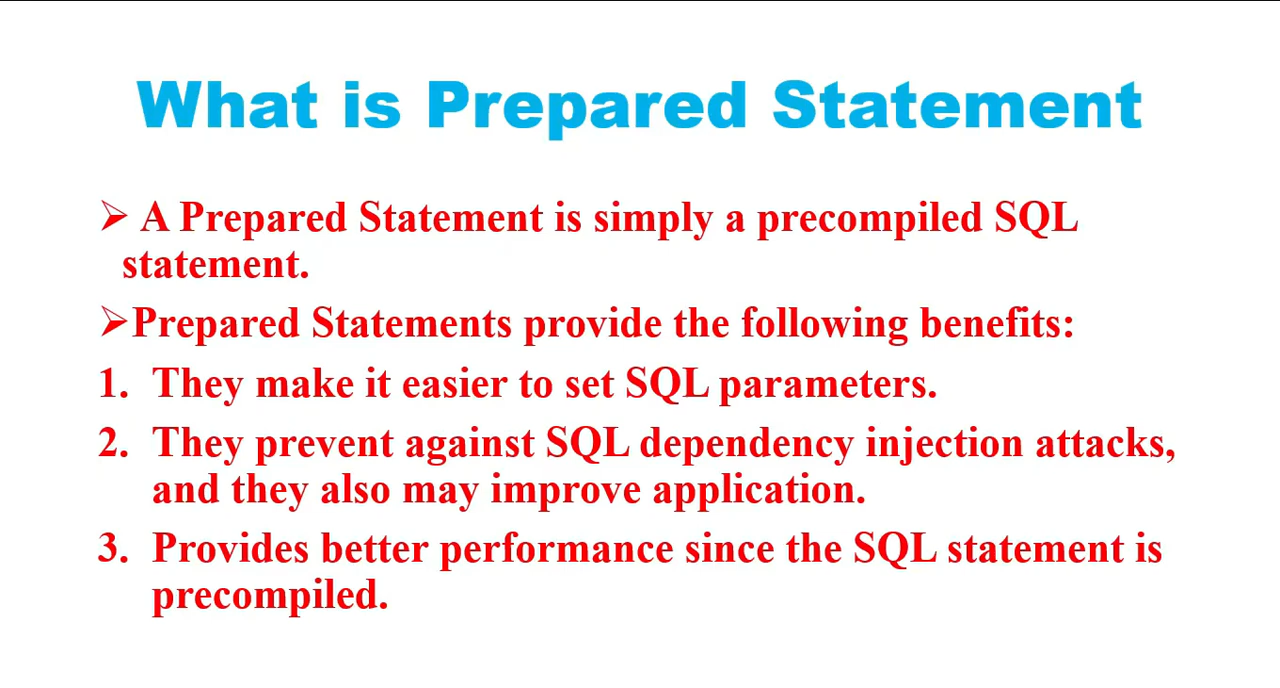 What is Prepared Statement
➢ A Prepared Statement is simply a precompiled SQL
statement.
➢Prepared Statements provide the following benefits:
1. They make it easier to set SQL parameters.
2. They prevent against SQL dependency injection attacks,
and they also may improve application.
3. Provides better performance since the SQL statement is
precompiled.